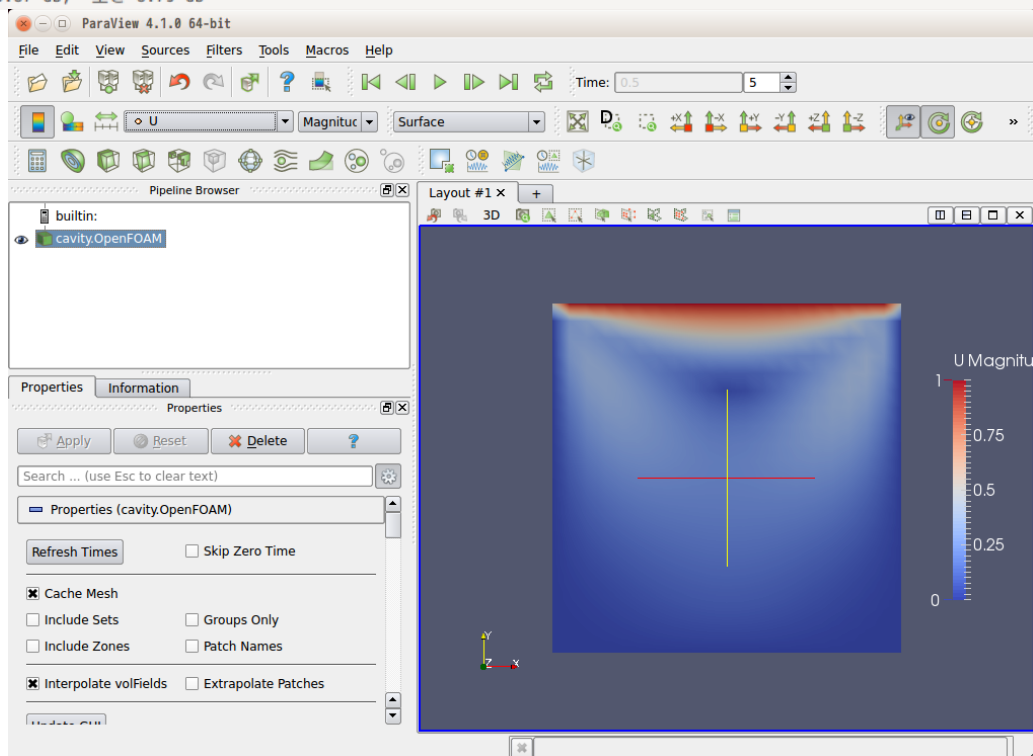 ParaView 4.1.0 64-bit
File Edit View Sources Filters Tools Macros Help
Time: 0.5 5
U Magnituc Surface
Pipeline Browser
Layout #1
builtin:
3D
cavity.OpenFOAM
Properties Information
Properties
Apply Reset Delete ?
Search ... (use Esc to clear text)
Properties (cavity.OpenFOAM)
Refresh Times Skip Zero Time
Cache Mesh
Include Sets Groups Only
Include Zones Patch Names
Interpolate volFields Extrapolate Patches
U Magnitu
1
0.75
0.5
0.25
0
Y
Z X